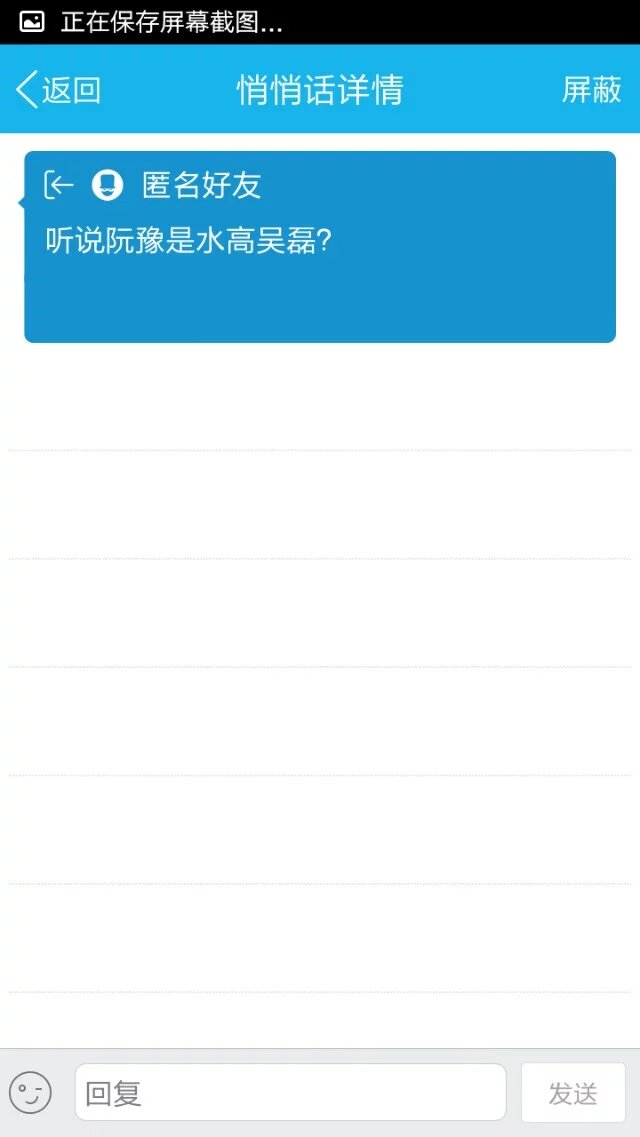 正在保存屏幕截图...
返回
悄悄话详情
屏蔽
匿名好友
听说阮豫是水高吴磊？
回复
发送